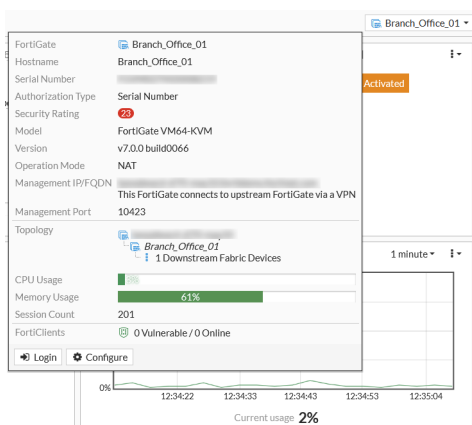 Branch_Office_01
FortiGate Branch_Office_01
Hostname Branch_Office_01
Serial Number
Authorization Type Serial Number
Activated
Security Rating 23
Model FortiGate VM64-KVM
Version v7.0.0 build0066
Operation Mode NAT
Management IP/FQDN
This FortiGate connects to upstream FortiGate via a VPN
Management Port 10423
Topology
Branch_Office_01
1 Downstream Fabric Devices
1 minute
CPU Usage
Memory Usage 61%
Session Count 201
FortiClients 0 Vulnerable / 0 Online
Login Configure
0%
12:34:22 12:34:33 12:34:43 12:34:53 12:35:04
Current usage 2%